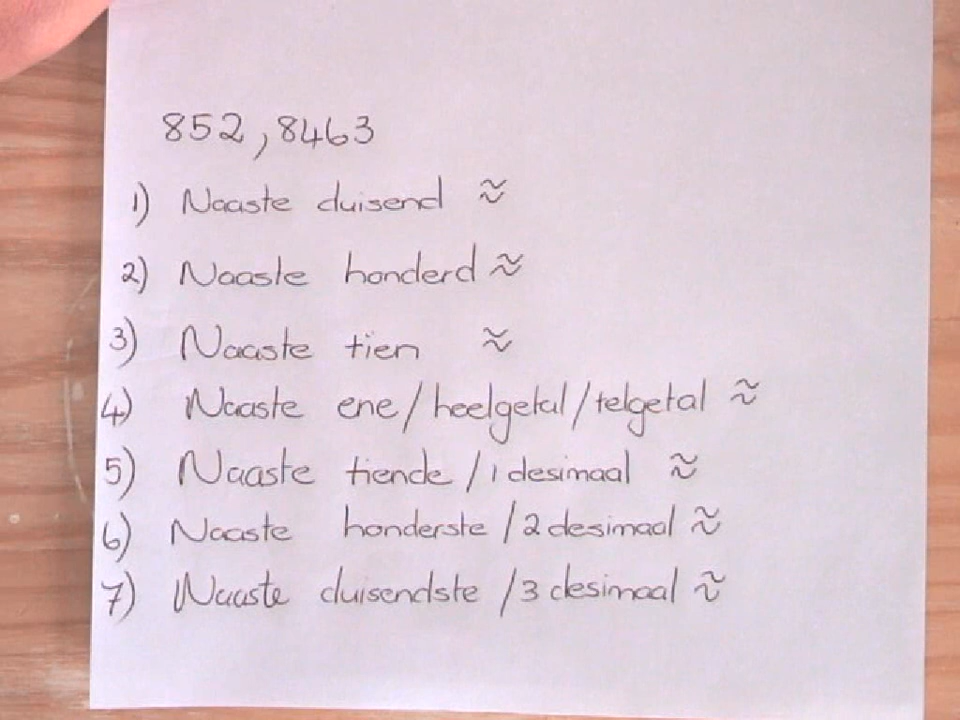 852,8463
1) Naaste duisend ≈
2) Naaste honderd ≈
3) Naaste tien ≈
4) Naaste ene/heelgetal/telgetal ≈
5) Naaste tiende/1 desimaal ≈
6) Naaste honderste/2 desimaal ≈
7) Naaste duisendste/3 desimaal ≈